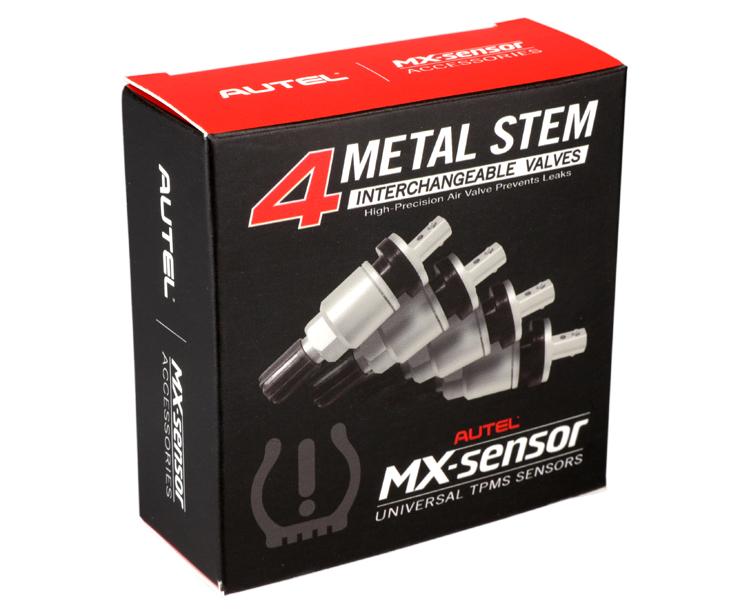 AUTEL | MX-sensor
ACCESSORIES
4 METAL STEM
INTERCHANGEABLE VALVES
High-Precision Air Valve Prevents Leaks
AUTEL
MX-sensor
UNIVERSAL TPMS SENSORS
AUTEL | MX-sensor
ACCESSORIES